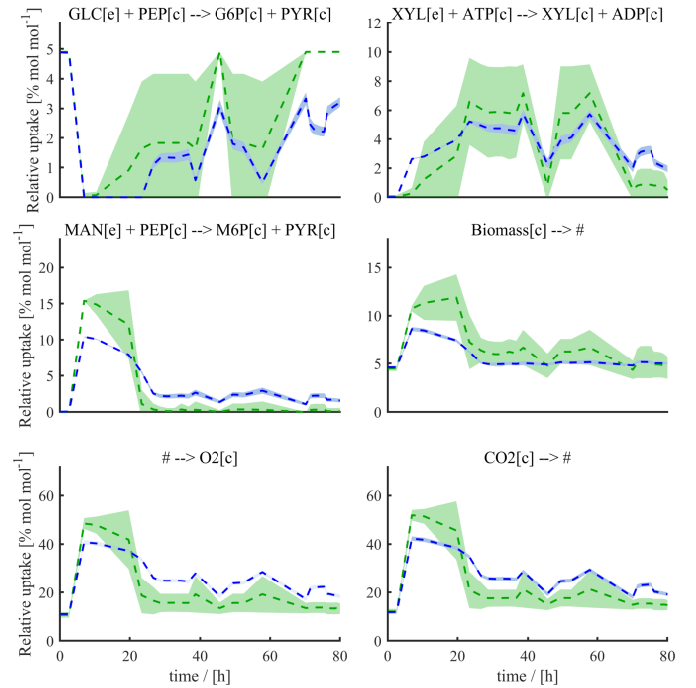 GLC[e] + PEP[c] --> G6P[c] + PYR[c]
XYL[e] + ATP[c] --> XYL[c] + ADP[c]
Relative uptake [% mol mol⁻¹]
5
4
3
2
1
0
12
10
8
6
4
2
0
MAN[e] + PEP[c] --> M6P[c] + PYR[c]
Biomass[c] --> #
Relative uptake [% mol mol⁻¹]
20
15
10
5
0
15
10
5
0
# --> O2[c]
CO2[c] --> #
Relative uptake [% mol mol⁻¹]
60
40
20
0
60
40
20
0
0 20 40 60 80
0 20 40 60 80
time / [h]
time / [h]